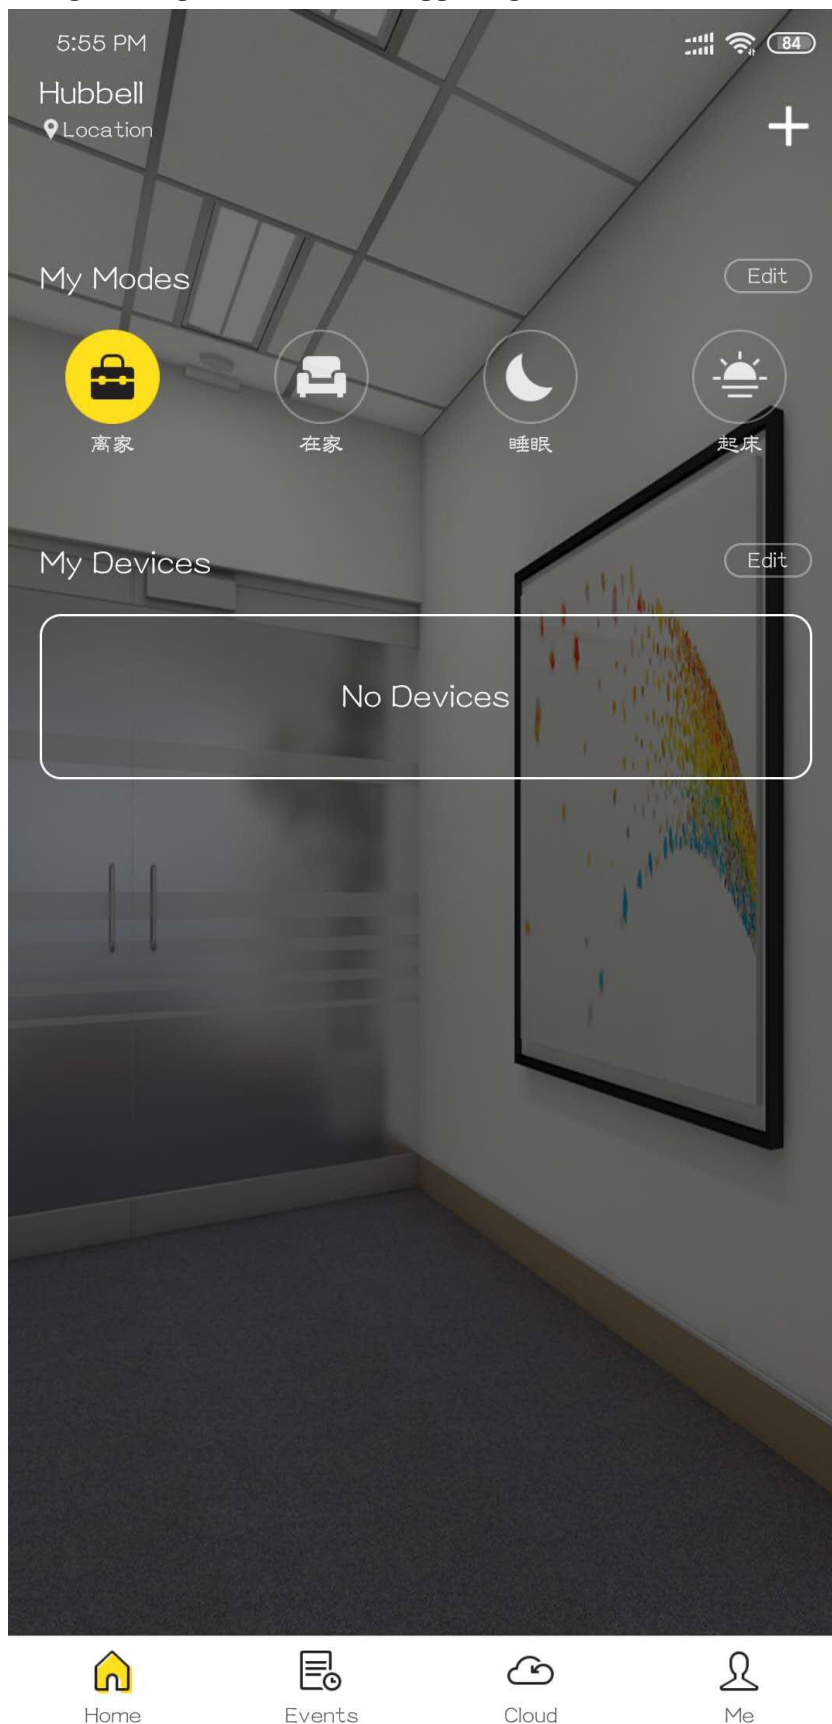 5:55 PM
84
Hubbell
Location
My Modes
Edit
离家
在家
睡眠
起床
My Devices
Edit
No Devices
Home
Events
Cloud
Me